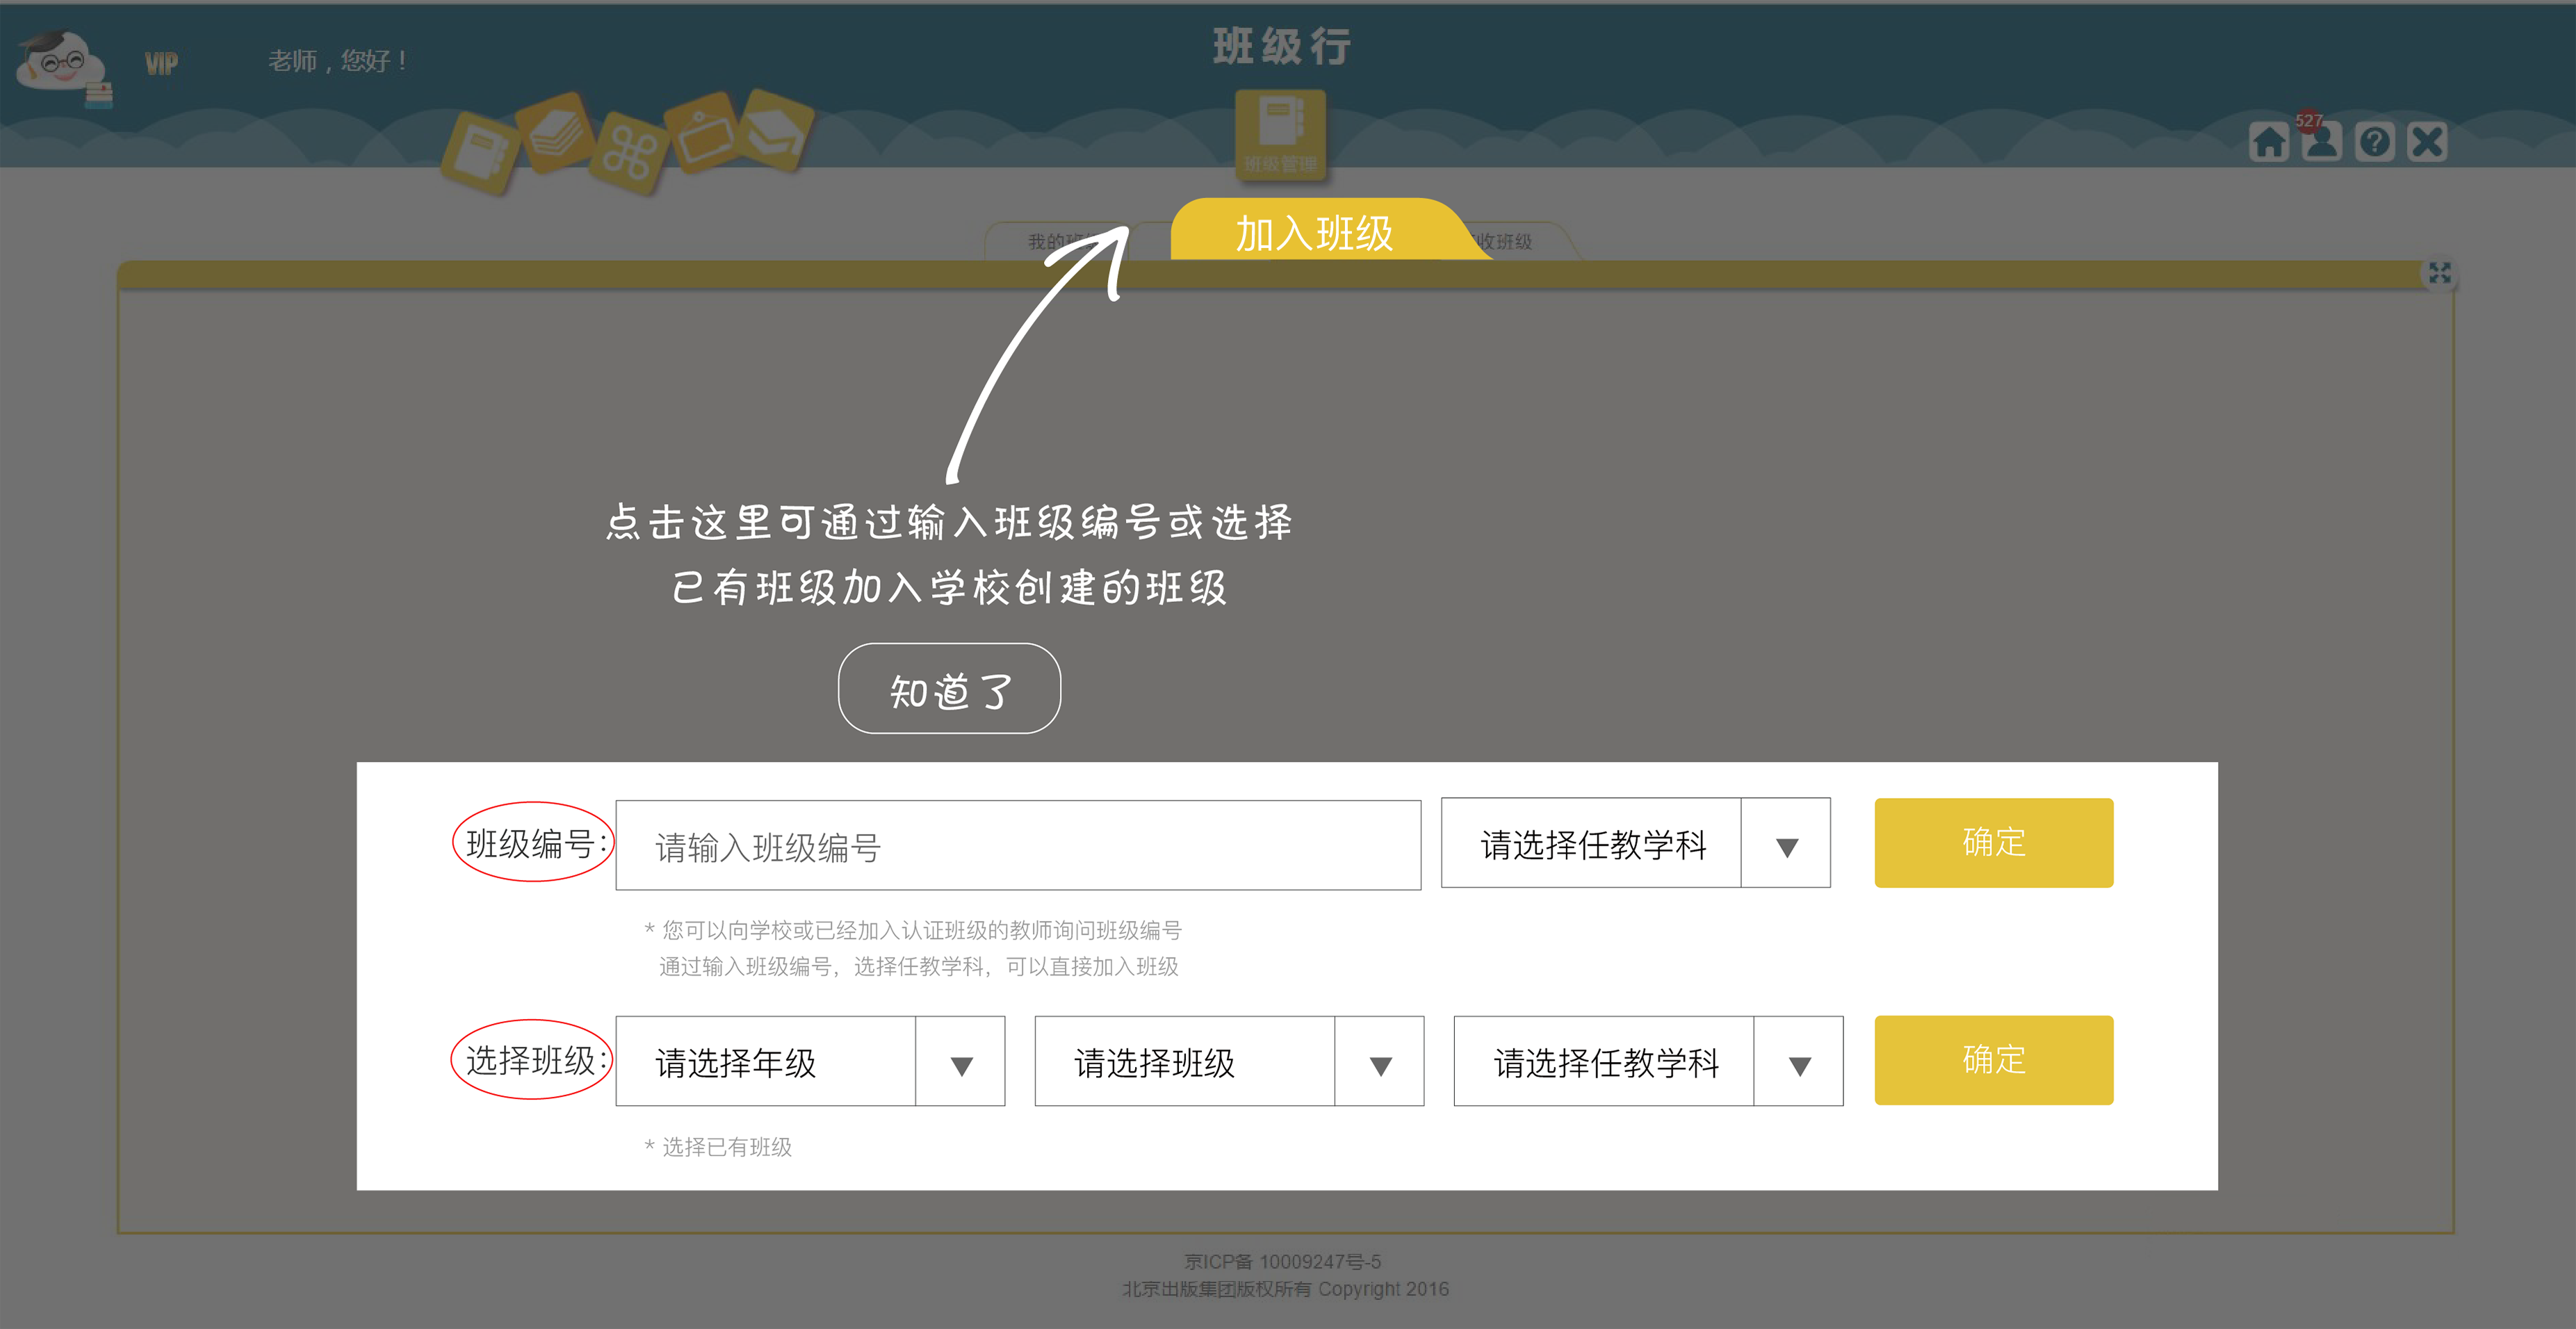 VIP
老师，您好！
班级行
527
班级管理
我的班级
加入班级
收班级
点击这里可通过输入班级编号或选择
已有班级加入学校创建的班级
知道了
班级编号：
请输入班级编号
请选择任教学科
确定
* 您可以向学校或已经加入认证班级的教师询问班级编号
通过输入班级编号，选择任教学科，可以直接加入班级
选择班级：
请选择年级
请选择班级
请选择任教学科
确定
* 选择已有班级
京ICP备 10009247号-5
北京出版集团版权所有 Copyright 2016